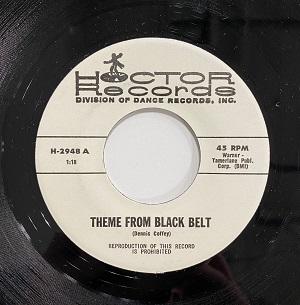 Hoctor
Records
DIVISION OF DANCE RECORDS, INC.
H-2948 A
1:18
45 RPM
Warner -
Tamerlane Publ.
Corp. (BMI)
THEME FROM BLACK BELT
(Dennis Coffey)
REPRODUCTION OF THIS RECORD
IS PROHIBITED